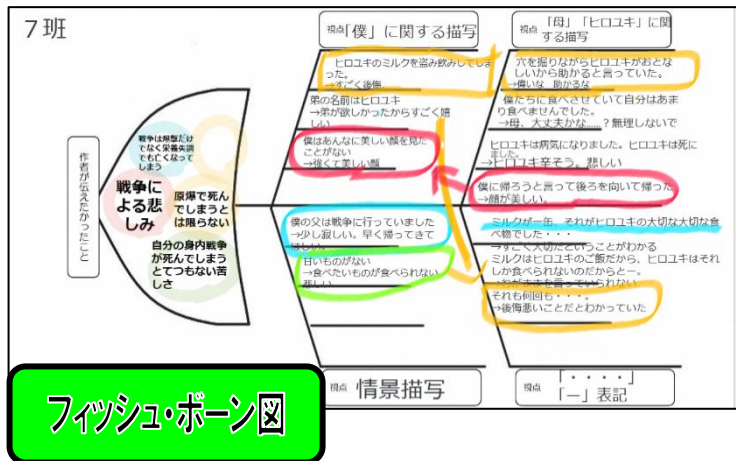 7班
視点「僕」に関する描写
視点 「母」「ヒロユキ」に関
する描写
作者が伝えたかったこと
戦争は爆撃だけ
でなく栄養失調
でも亡くなって
しまう
戦争に
よる悲
しみ
原爆で死ん
でしまうと
は限らない
自分の身内戦争
が死んでしまう
とてつもない苦
しさ
ヒロユキのミルクを盗み飲みしてしま
った。
→すごく後悔
弟の名前はヒロユキ
→弟が欲しかったからすごく嬉
しい
僕はあんなに美しい顔を見た
ことがない
→強くて美しい顔
穴を掘りながらヒロユキがおとな
しいから助かると言っていた。
→偉いな 助かるな
僕たちに食べさせていて自分はあま
り食べませんでした。
→母、大丈夫かな……?無理しないで
ヒロユキは病気になりました。ヒロユキは死に
ました。
→ヒロユキ辛そう。悲しい
僕に帰ろうと言って後ろを向いて帰った
→顔が美しい。
僕の父は戦争に行っていました
→少し寂しい。早く帰ってきて
ほしい。
甘いものがない
→食べたいものが食べられない
悲しい
ミルクが一缶、それがヒロユキの大切な大切な食
べ物でした・・・
→すごく大切だということがわかる
ミルクはヒロユキのご飯だから、ヒロユキはそれ
しか食べられないのだからと―。
→わがままを言っていられない
それも何回も・・・。
→後悔悪いことだとわかっていた
視点 情景描写
視点 「・・・・」
「―」表記
フィッシュ・ボーン図